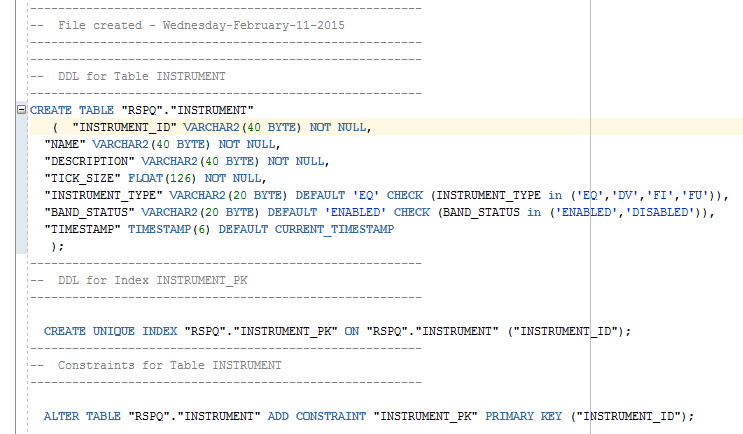 --------------------------------------------------------
--  File created - Wednesday-February-11-2015
--------------------------------------------------------
--------------------------------------------------------
--  DDL for Table INSTRUMENT
--------------------------------------------------------
CREATE TABLE "RSPQ"."INSTRUMENT"
   (  "INSTRUMENT_ID" VARCHAR2(40 BYTE) NOT NULL,
  "NAME" VARCHAR2(40 BYTE) NOT NULL,
  "DESCRIPTION" VARCHAR2(40 BYTE) NOT NULL,
  "TICK_SIZE" FLOAT(126) NOT NULL,
  "INSTRUMENT_TYPE" VARCHAR2(20 BYTE) DEFAULT 'EQ' CHECK (INSTRUMENT_TYPE in ('EQ','DV','FI','FU')),
  "BAND_STATUS" VARCHAR2(20 BYTE) DEFAULT 'ENABLED' CHECK (BAND_STATUS in ('ENABLED','DISABLED')),
  "TIMESTAMP" TIMESTAMP(6) DEFAULT CURRENT_TIMESTAMP
   );
--------------------------------------------------------
--  DDL for Index INSTRUMENT_PK
--------------------------------------------------------
  CREATE UNIQUE INDEX "RSPQ"."INSTRUMENT_PK" ON "RSPQ"."INSTRUMENT" ("INSTRUMENT_ID");
--------------------------------------------------------
--  Constraints for Table INSTRUMENT
--------------------------------------------------------
  ALTER TABLE "RSPQ"."INSTRUMENT" ADD CONSTRAINT "INSTRUMENT_PK" PRIMARY KEY ("INSTRUMENT_ID");